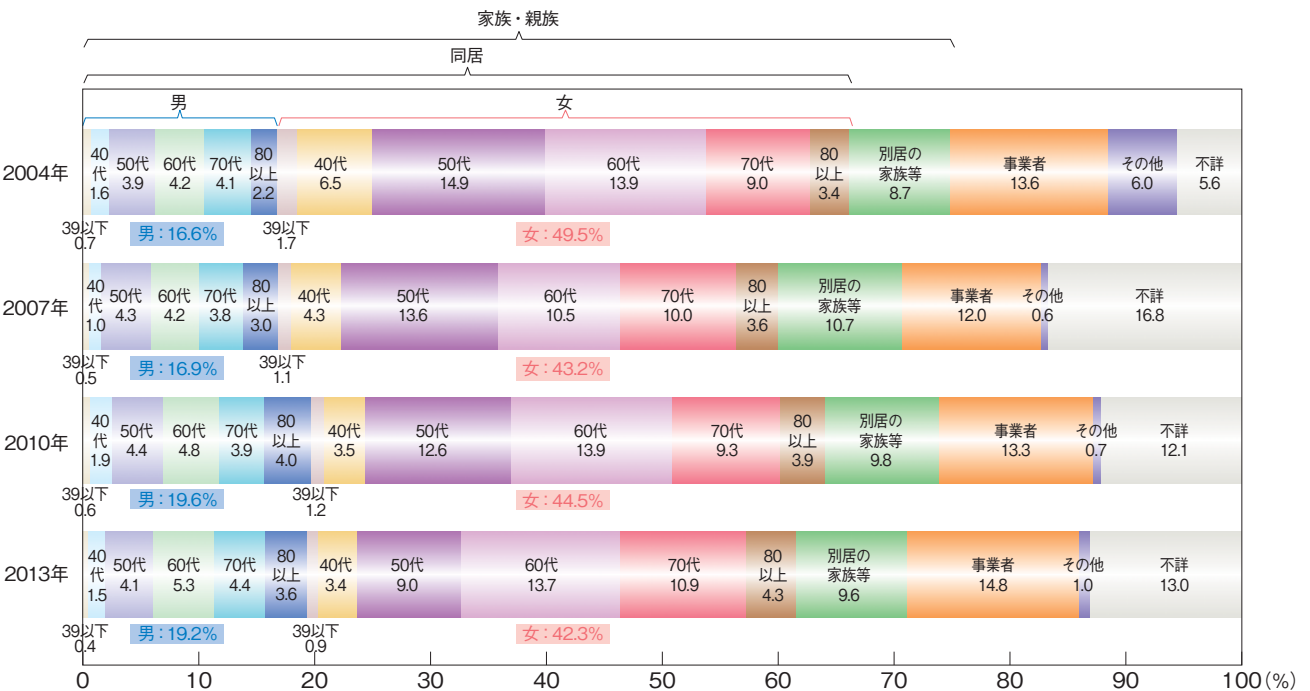 家族・親族
同居
男
女
2004年
40
代
1.6
50代
3.9
60代
4.2
70代
4.1
80
以上
2.2
40代
6.5
50代
14.9
60代
13.9
70代
9.0
80
以上
3.4
別居の
家族等
8.7
事業者
13.6
その他
6.0
不詳
5.6
39以下
0.7
男：16.6%
39以下
1.7
女：49.5%
2007年
40
代
1.0
50代
4.3
60代
4.2
70代
3.8
80
以上
3.0
40代
4.3
50代
13.6
60代
10.5
70代
10.0
80
以上
3.6
別居の
家族等
10.7
事業者
12.0
その他
0.6
不詳
16.8
39以下
0.5
男：16.9%
39以下
1.1
女：43.2%
2010年
40
代
1.9
50代
4.4
60代
4.8
70代
3.9
80
以上
4.0
40代
3.5
50代
12.6
60代
13.9
70代
9.3
80
以上
3.9
別居の
家族等
9.8
事業者
13.3
その他
0.7
不詳
12.1
39以下
0.6
男：19.6%
39以下
1.2
女：44.5%
2013年
40
代
1.5
50代
4.1
60代
5.3
70代
4.4
80
以上
3.6
40代
3.4
50代
9.0
60代
13.7
70代
10.9
80
以上
4.3
別居の
家族等
9.6
事業者
14.8
その他
1.0
不詳
13.0
39以下
0.4
男：19.2%
39以下
0.9
女：42.3%
0 10 20 30 40 50 60 70 80 90 100(%)